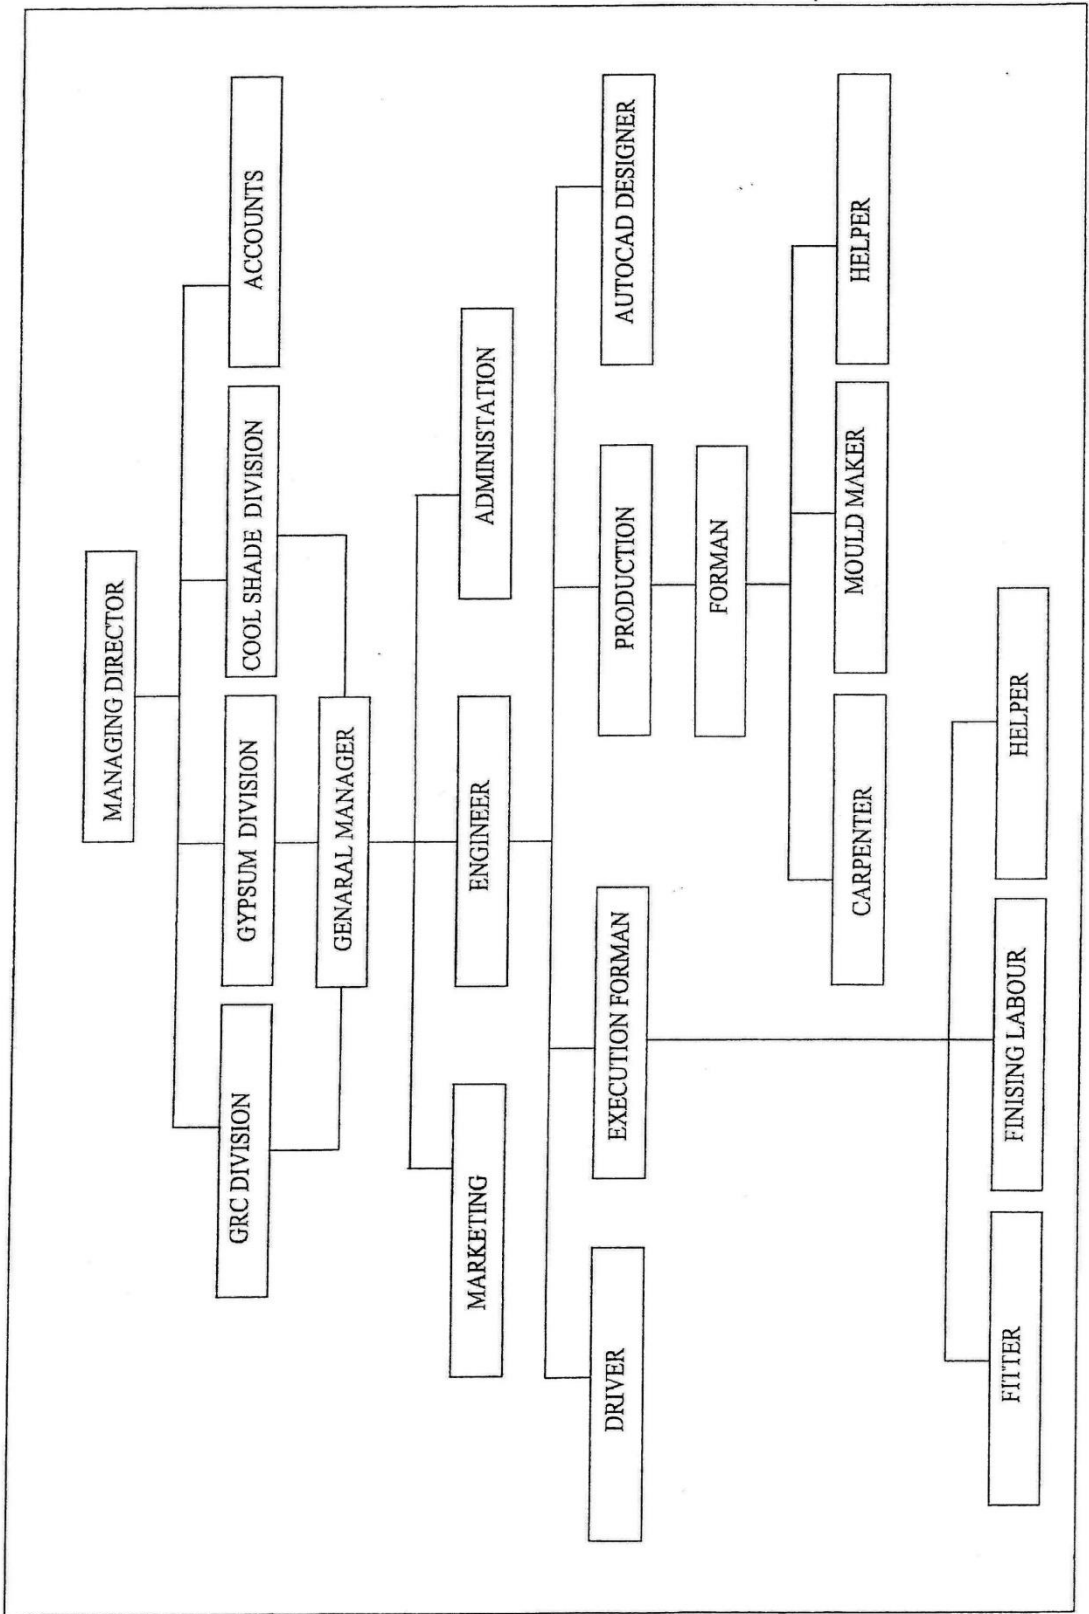 MANAGING DIRECTOR
GRC DIVISION
GYPSUM DIVISION
COOL SHADE DIVISION
ACCOUNTS
GENARAL MANAGER
MARKETING
ENGINEER
ADMINISTATION
DRIVER
EXECUTION FORMAN
PRODUCTION
AUTOCAD DESIGNER
FORMAN
CARPENTER
MOULD MAKER
HELPER
FITTER
FINISING LABOUR
HELPER